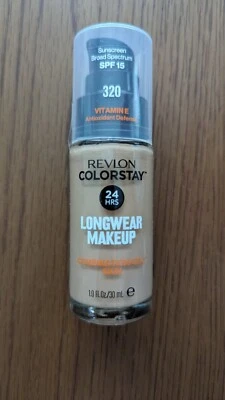 Sunscreen
Broad Spectrum
SPF 15
320
VITAMIN E
Antioxidant Defense
REVLON
COLORSTAY™
24
HRS
LONGWEAR
MAKEUP
1.0 fl.Oz/30 mL e